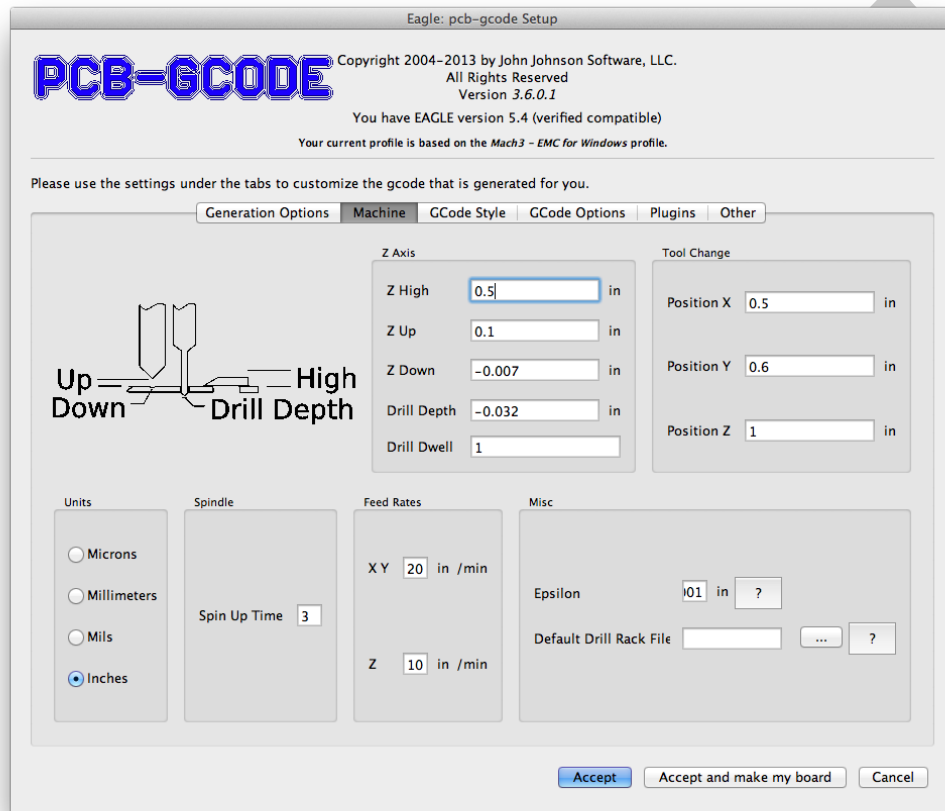 Eagle: pcb-gcode Setup
PCB-GCODE
Copyright 2004-2013 by John Johnson Software, LLC.
All Rights Reserved
Version 3.6.0.1
You have EAGLE version 5.4 (verified compatible)
Your current profile is based on the Mach3 - EMC for Windows profile.
Please use the settings under the tabs to customize the gcode that is generated for you.
Generation Options Machine GCode Style GCode Options Plugins Other
Z Axis
Z High 0.5 in
Z Up 0.1 in
Z Down -0.007 in
Drill Depth -0.032 in
Drill Dwell 1
Tool Change
Position X 0.5 in
Position Y 0.6 in
Position Z 1 in
Up
Down
High
Drill Depth
Units
Microns
Millimeters
Mils
Inches
Spindle
Spin Up Time 3
Feed Rates
X Y 20 in /min
Z 10 in /min
Misc
Epsilon 01 in ?
Default Drill Rack File ... ?
Accept Accept and make my board Cancel